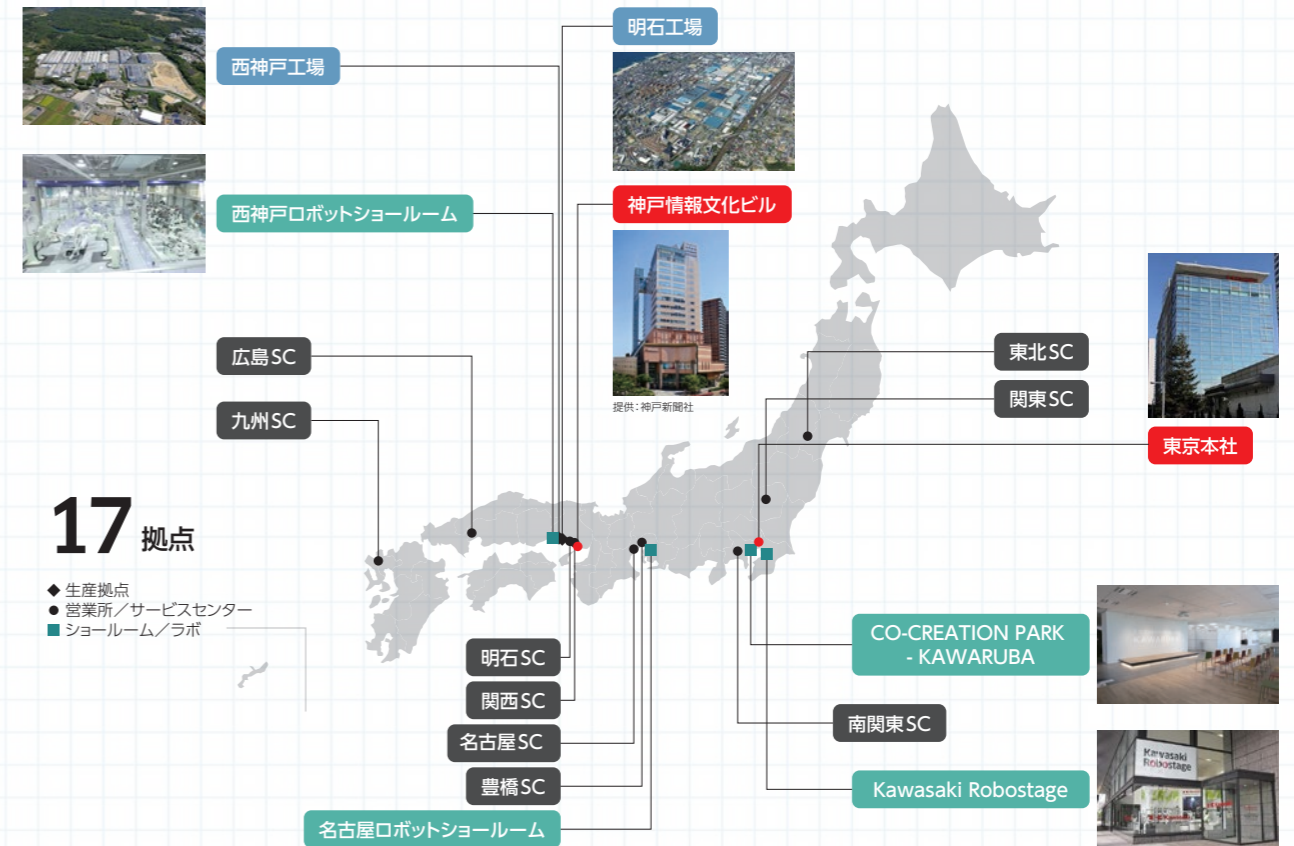 西神戸工場
明石工場
西神戸ロボットショールーム
神戸情報文化ビル
提供：神戸新聞社
広島SC
九州SC
東北SC
関東SC
東京本社
17 拠点
◆ 生産拠点
● 営業所／サービスセンター
■ ショールーム／ラボ
明石SC
関西SC
名古屋SC
豊橋SC
名古屋ロボットショールーム
CO-CREATION PARK
- KAWARUBA
南関東SC
Kawasaki Robostage
Kawasaki
Robostage